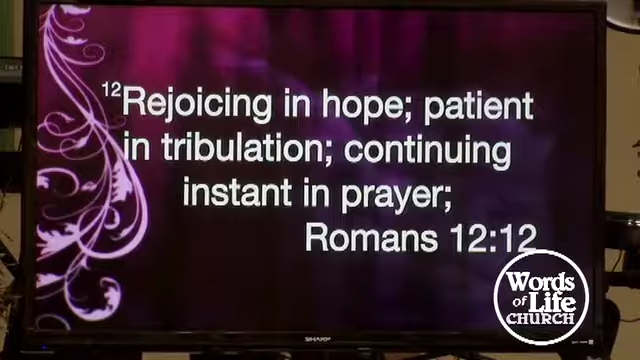 12Rejoicing in hope; patient
in tribulation; continuing
instant in prayer;
Romans 12:12
Words
of Life
CHURCH
SHARP